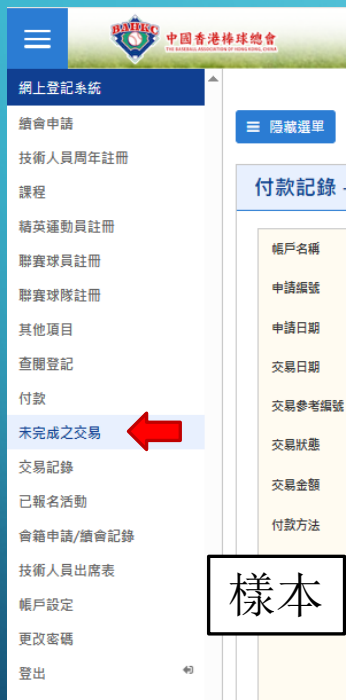 BAHKC
中國香港棒球總會
THE BASEBALL ASSOCIATION OF HONG KONG, CHINA
網上登記系統
續會申請
技術人員周年註冊
課程
精英運動員註冊
聯賽球員註冊
聯賽球隊註冊
其他項目
查閱登記
付款
未完成之交易
交易記錄
已報名活動
會籍申請/續會記錄
技術人員出席表
帳戶設定
更改密碼
登出
隱藏選單
付款記錄 -
帳戶名稱
申請編號
申請日期
交易日期
交易參考編號
交易狀態
交易金額
付款方法
樣本